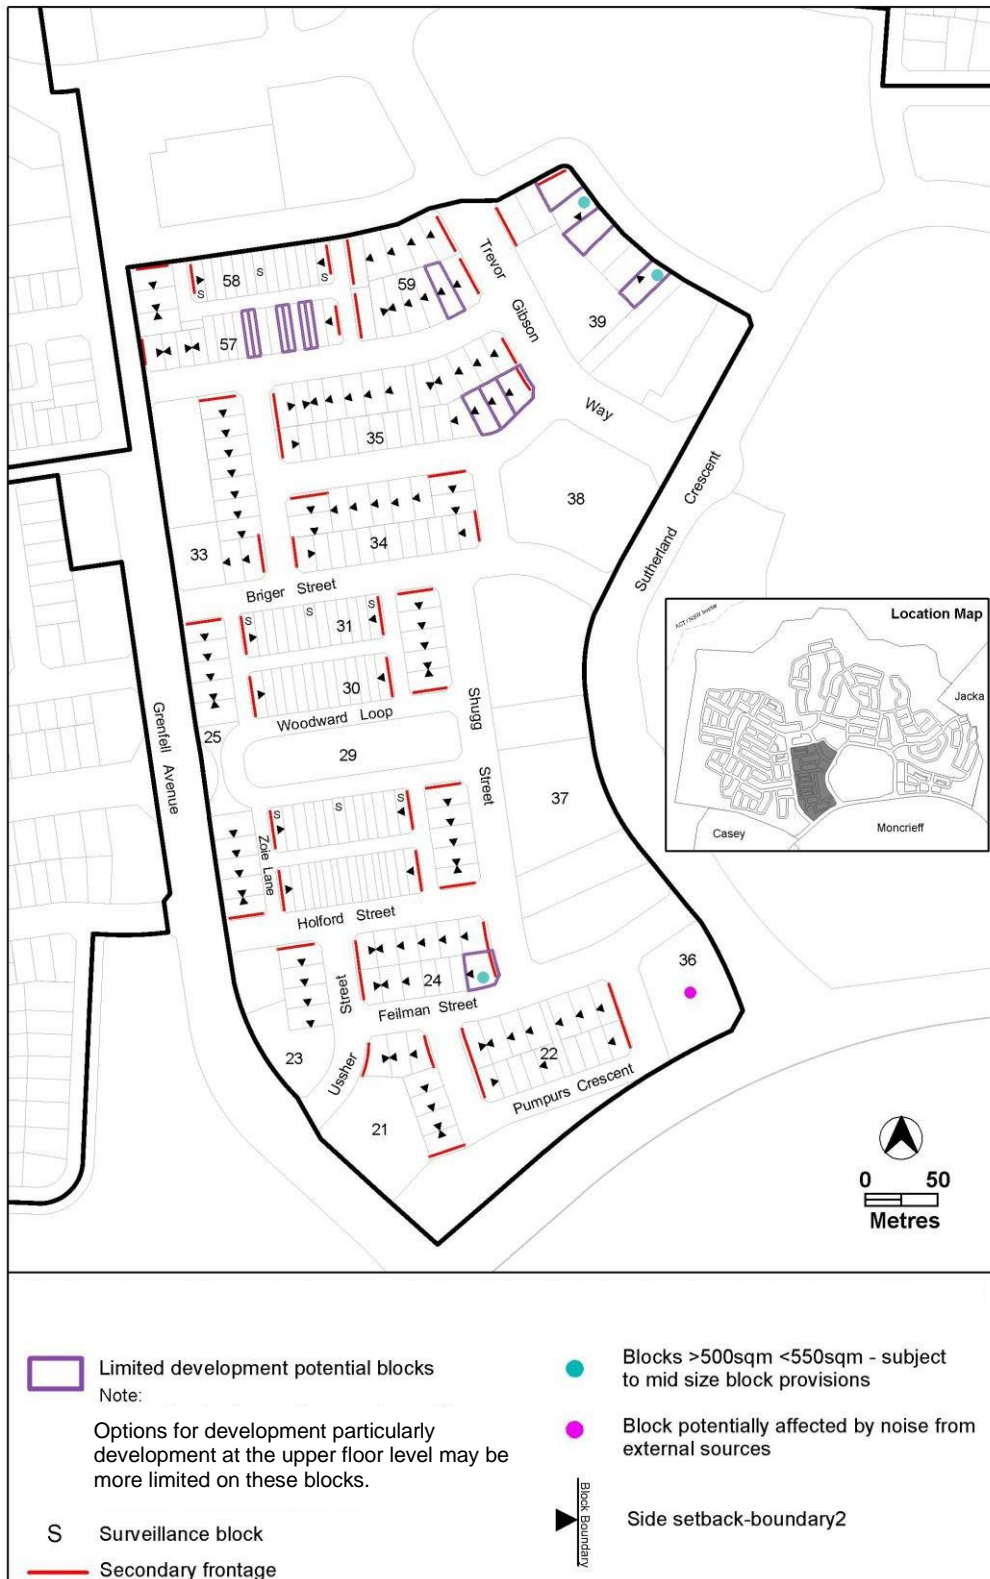 58
S
S
S
59
57
Trevor
Gibson
Way
39
35
38
33
34
Briger Street
Sutherland Crescent
S
S
S
31
30
Woodward Loop
25
29
Grenfell Avenue
Shugg
Street
37
S
S
S
Zoie Lane
Holford Street
24
Feilman Street
Street
Ussher
23
22
Pumpurs Crescent
21
36
Location Map
ACT / NSW border
Jacka
Casey
Moncrieff
0 50
Metres
Limited development potential blocks
Note:
Options for development particularly
development at the upper floor level may be
more limited on these blocks.
S Surveillance block
Secondary frontage
Blocks >500sqm <550sqm - subject
to mid size block provisions
Block potentially affected by noise from
external sources
Block Boundary
Side setback-boundary2